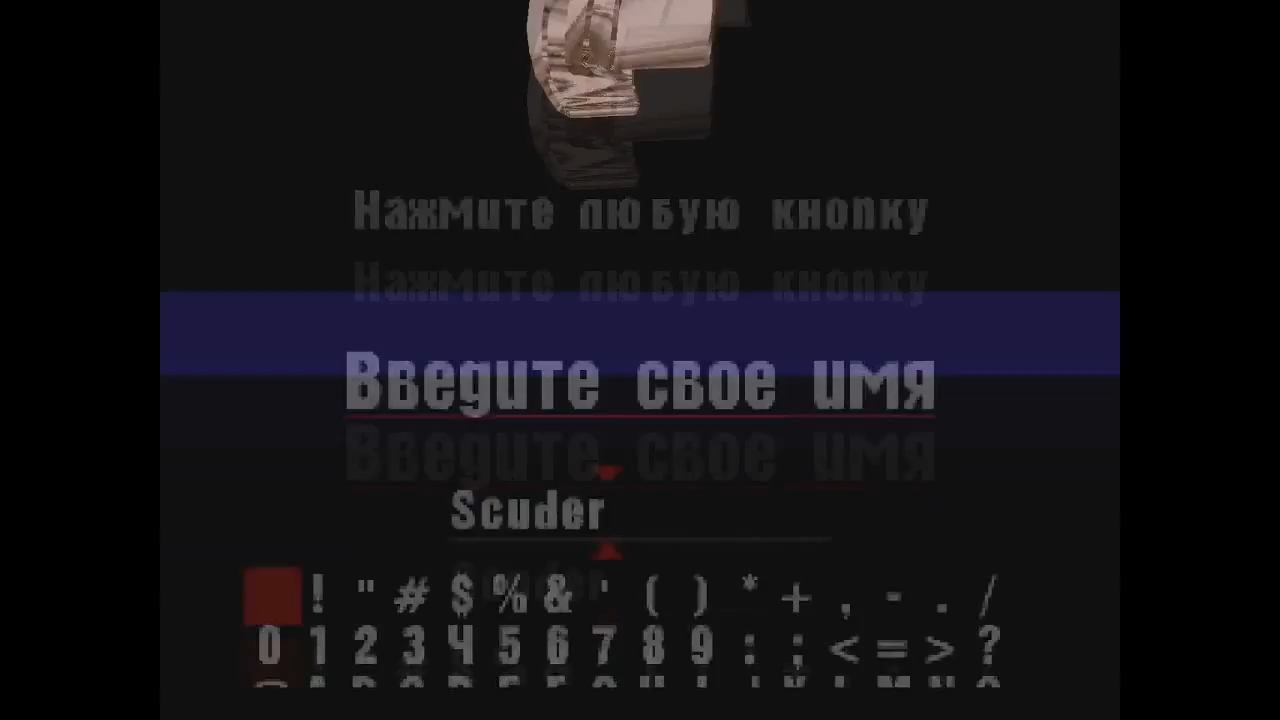 Нажмите любую кнопку
Нажмите любую кнопку
Введите свое имя
Введите свое имя
Scuder
Scuder
! " # $ % & ' ( ) * + , - . /
0 1 2 3 4 5 6 7 8 9 : ; < = > ?